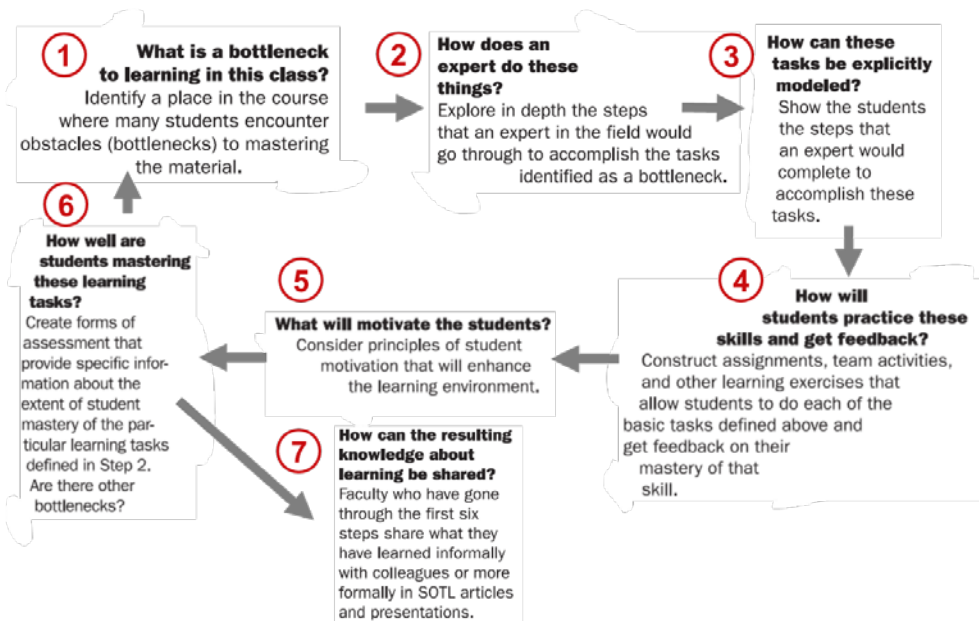 1
What is a bottleneck
to learning in this class?
Identify a place in the course
where many students encounter
obstacles (bottlenecks) to mastering
the material.
2
How does an
expert do these
things?
Explore in depth the steps
that an expert in the field would
go through to accomplish the tasks
identified as a bottleneck.
3
How can these
tasks be explicitly
modeled?
Show the students
the steps that
an expert would
complete to
accomplish these
tasks.
4
How will
students practice these
skills and get feedback?
Construct assignments, team activities,
and other learning exercises that
allow students to do each of the
basic tasks defined above and
get feedback on their
mastery of that
skill.
5
What will motivate the students?
Consider principles of student
motivation that will enhance
the learning environment.
6
How well are
students mastering
these learning
tasks?
Create forms of
assessment that
provide specific infor-
mation about the
extent of student
mastery of the par-
ticular learning tasks
defined in Step 2.
Are there other
bottlenecks?
7
How can the resulting
knowledge about
learning be shared?
Faculty who have gone
through the first six
steps share what they
have learned informally
with colleagues or more
formally in SOTL articles
and presentations.